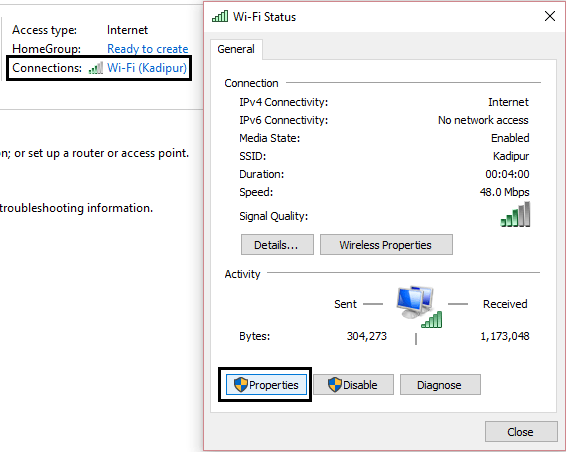 Access type: Internet
HomeGroup: Ready to create
Connections: Wi-Fi (Kadipur)
on; or set up a router or access point.
troubleshooting information.
Wi-Fi Status
General
Connection
IPv4 Connectivity: Internet
IPv6 Connectivity: No network access
Media State: Enabled
SSID: Kadipur
Duration: 00:04:00
Speed: 48.0 Mbps
Signal Quality:
Details... Wireless Properties
Activity
Sent Received
Bytes: 304,273 1,173,048
Properties Disable Diagnose
Close